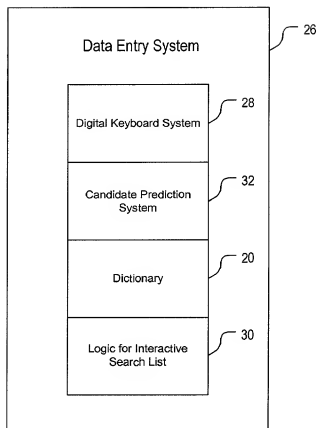 26
Data Entry System
28
Digital Keyboard System
32
Candidate Prediction
System
20
Dictionary
30
Logic for Interactive
Search List